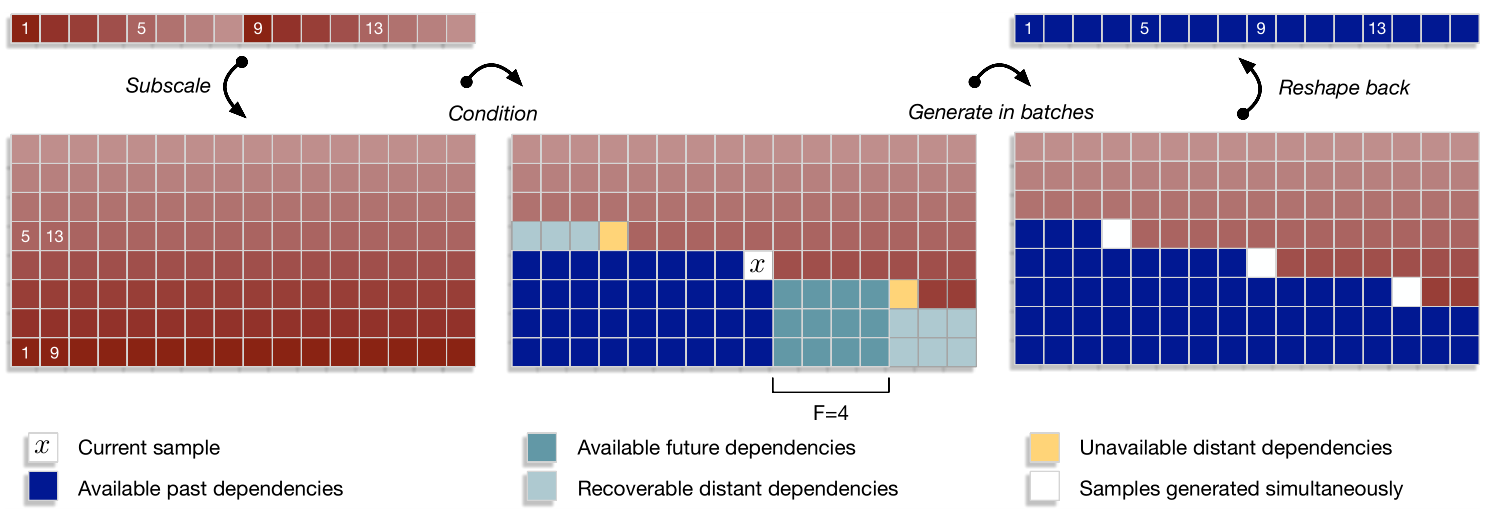 1 5 9 13
1 5 9 13
Subscale
Condition
Generate in batches
Reshape back
5 13
x
1 9
F=4
x Current sample
Available future dependencies
Unavailable distant dependencies
Available past dependencies
Recoverable distant dependencies
Samples generated simultaneously